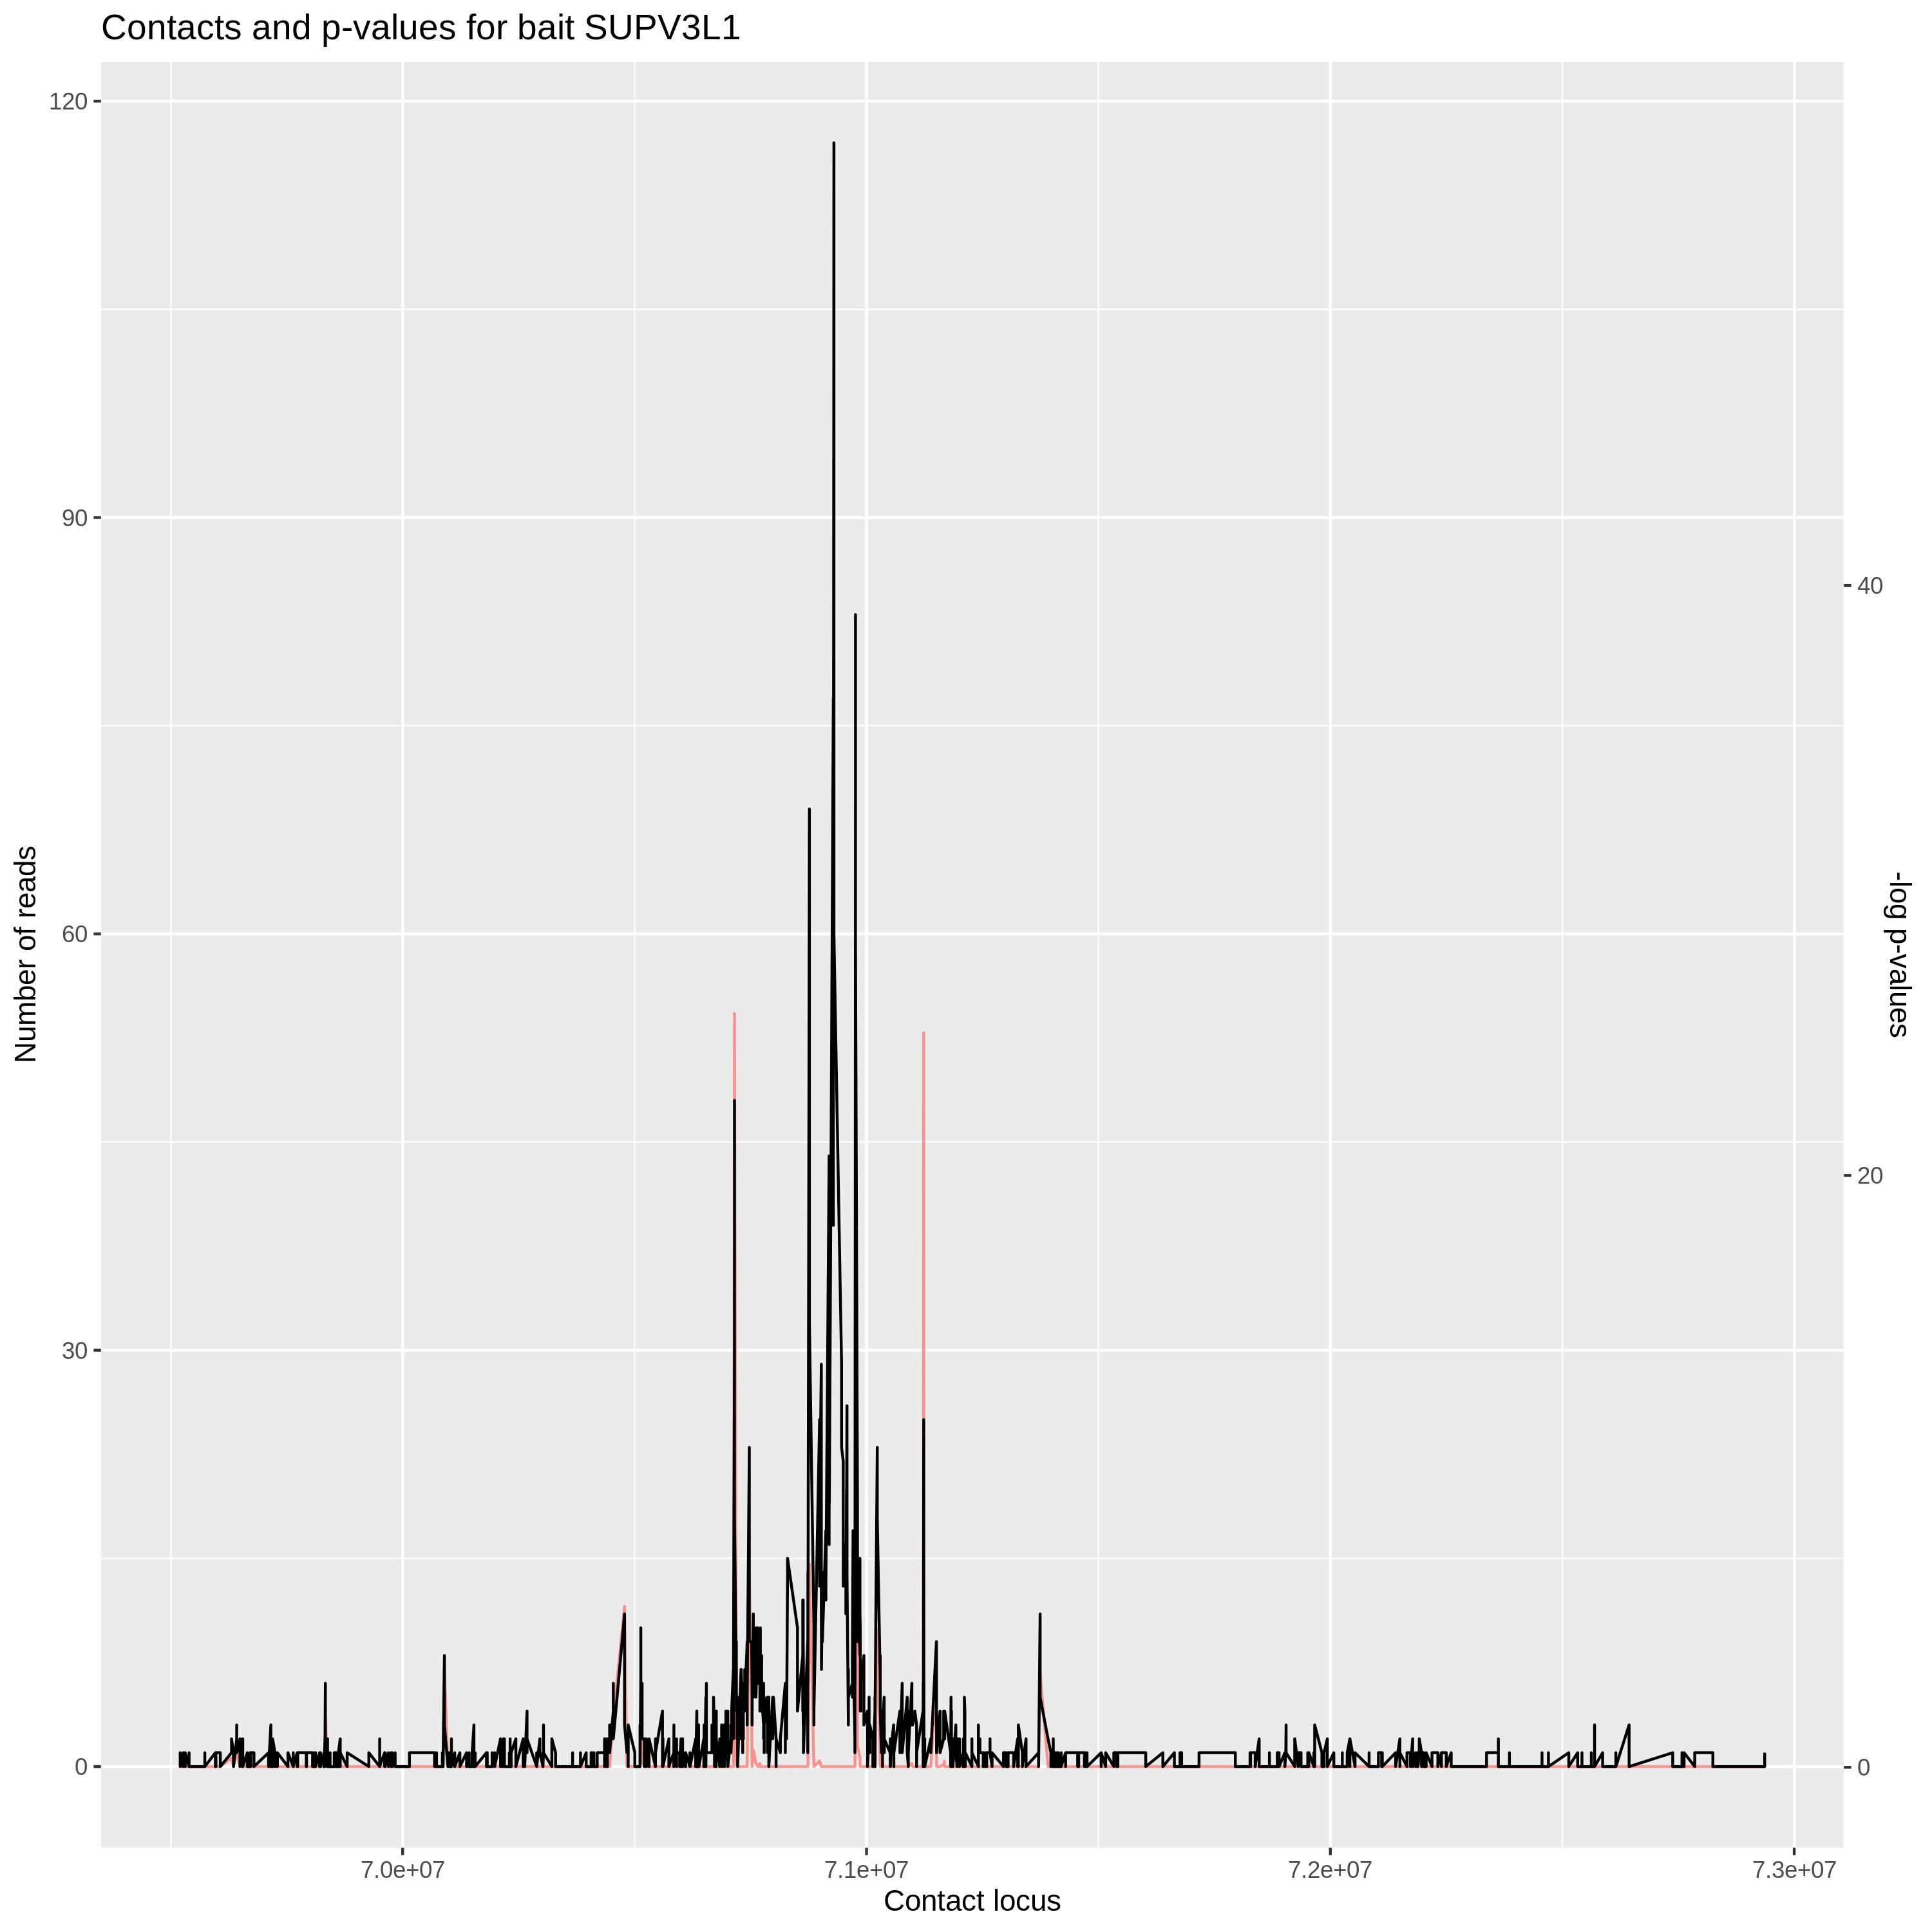 Contacts and p-values for bait SUPV3L1
120
90
60
30
0
Number of reads
40
20
0
-log p-values
7.0e+07 7.1e+07 7.2e+07 7.3e+07
Contact locus